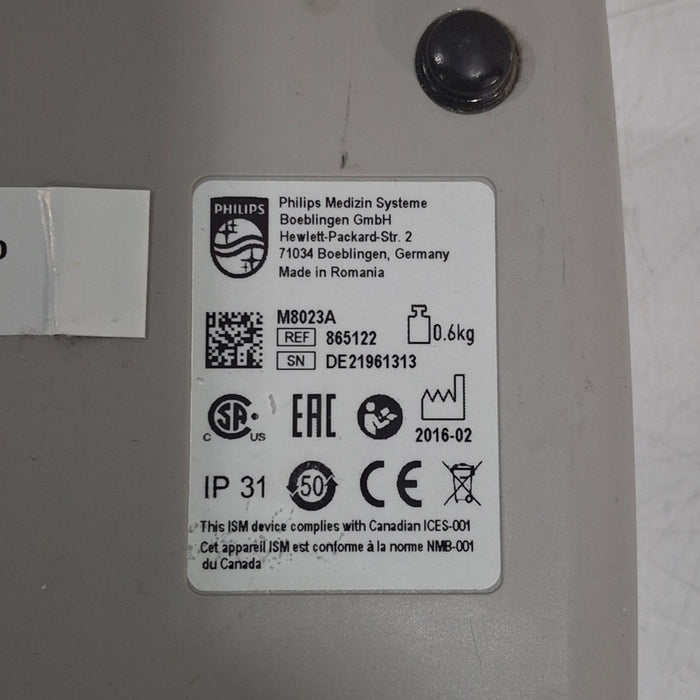 PHILIPS
Philips Medizin Systeme
Boeblingen GmbH
Hewlett-Packard-Str. 2
71034 Boeblingen, Germany
Made in Romania
M8023A
REF 865122
0.6kg
SN DE21961313
C SA US
EAC
2016-02
IP 31
50
CE
This ISM device complies with Canadian ICES-001
Cet appareil ISM est conforme à la norme NMB-001
du Canada